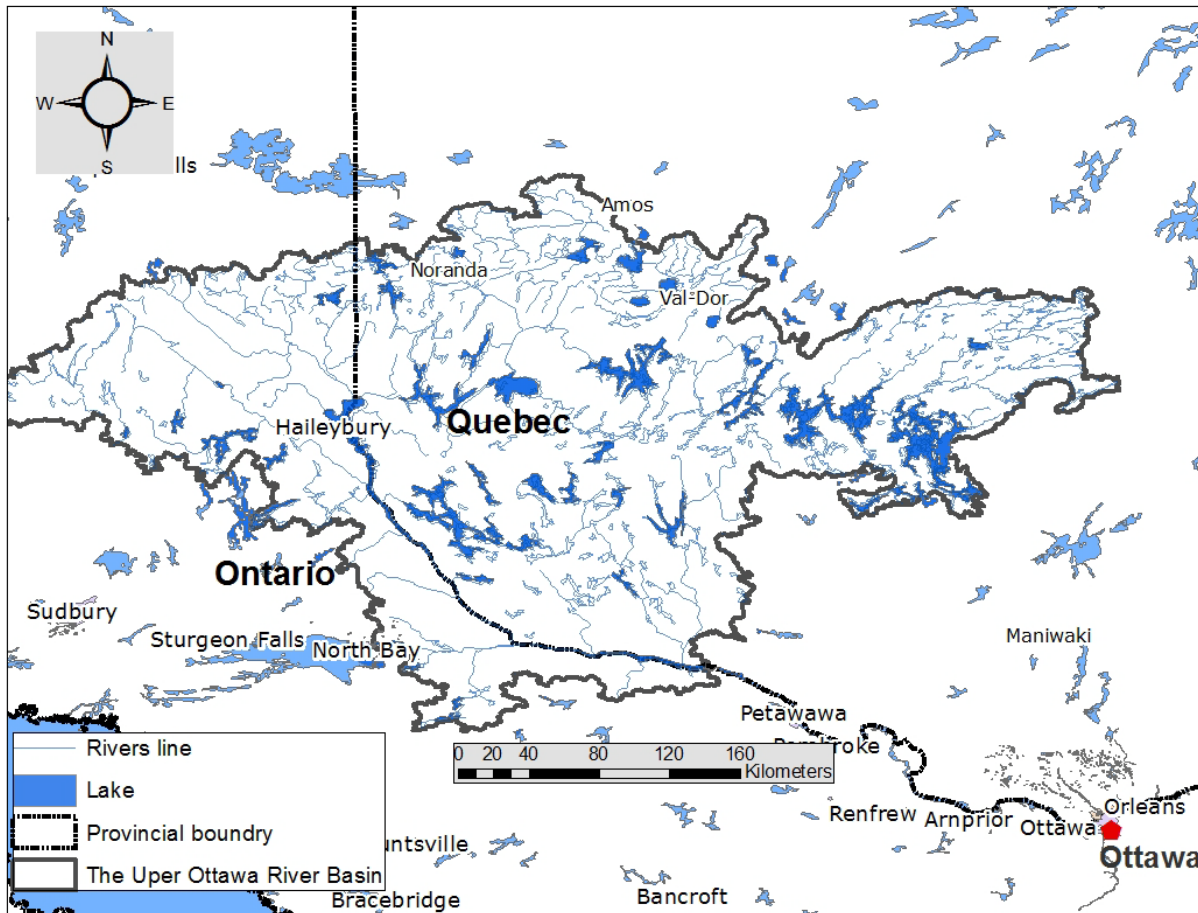 N
W E
S
lls
Amos
Noranda
Val-Dor
Haileybury
Quebec
Ontario
Sudbury
Sturgeon Falls
North Bay
Maniwaki
Petawawa
Pembroke
0 20 40 80 120 160
Kilometers
Rivers line
Lake
Provincial boundry
The Uper Ottawa River Basin
Renfrew
Arnprior
Ottawa
Orleans
Ottawa
untsville
Bracebridge
Bancroft